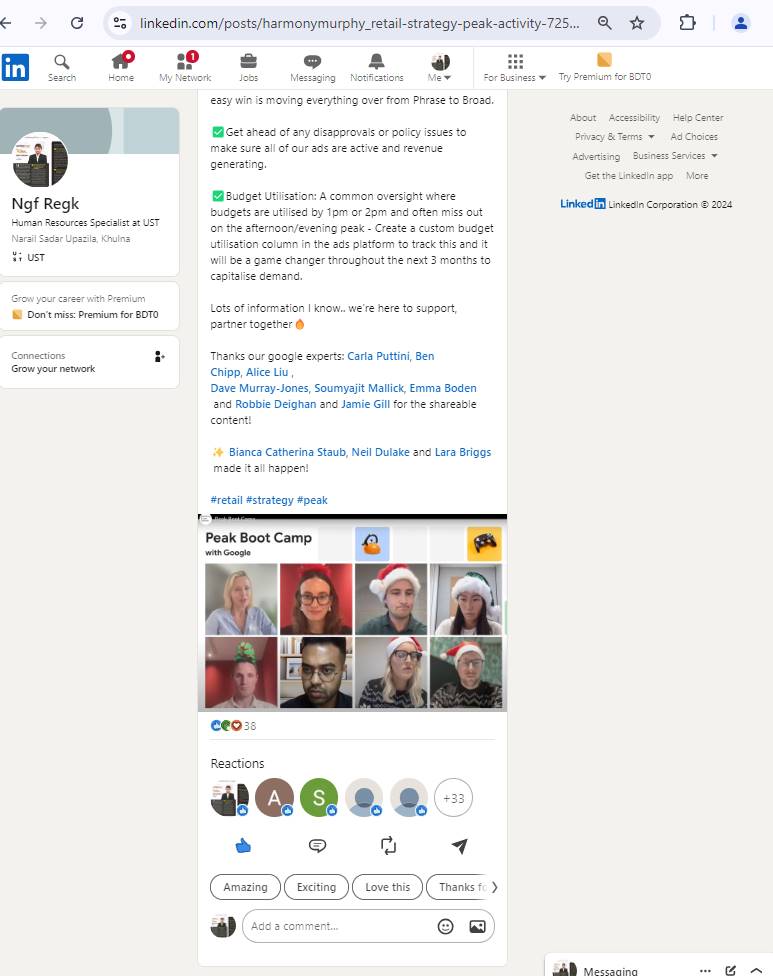 linkedin.com/posts/harmonymurphy_retail-strategy-peak-activity-725...
in
Search
Home
1
My Network
Jobs
Messaging
Notifications
Me
For Business
Try Premium for BDT0
Ngf Regk
Human Resources Specialist at UST
Narail Sadar Upazila, Khulna
UST
Grow your career with Premium
Don't miss: Premium for BDT0
Connections
Grow your network
easy win is moving everything over from Phrase to Broad.
✅Get ahead of any disapprovals or policy issues to
make sure all of our ads are active and revenue
generating.
✅Budget Utilisation: A common oversight where
budgets are utilised by 1pm or 2pm and often miss out
on the afternoon/evening peak - Create a custom budget
utilisation column in the ads platform to track this and it
will be a game changer throughout the next 3 months to
capitalise demand.
Lots of information I know.. we're here to support,
partner together🔥
Thanks our google experts: Carla Puttini, Ben
Chipp, Alice Liu ,
Dave Murray-Jones, Soumyajit Mallick, Emma Boden
and Robbie Deighan and Jamie Gill for the shareable
content!
✨ Bianca Catherina Staub, Neil Dulake and Lara Briggs
made it all happen!
#retail #strategy #peak
Peak Boot Camp
Peak Boot Camp
with Google
38
Reactions
A
S
+33
Amazing
Exciting
Love this
Thanks fo
Add a comment...
About
Accessibility
Help Center
Privacy & Terms
Ad Choices
Advertising
Business Services
Get the LinkedIn app
More
LinkedIn LinkedIn Corporation © 2024
Messaging